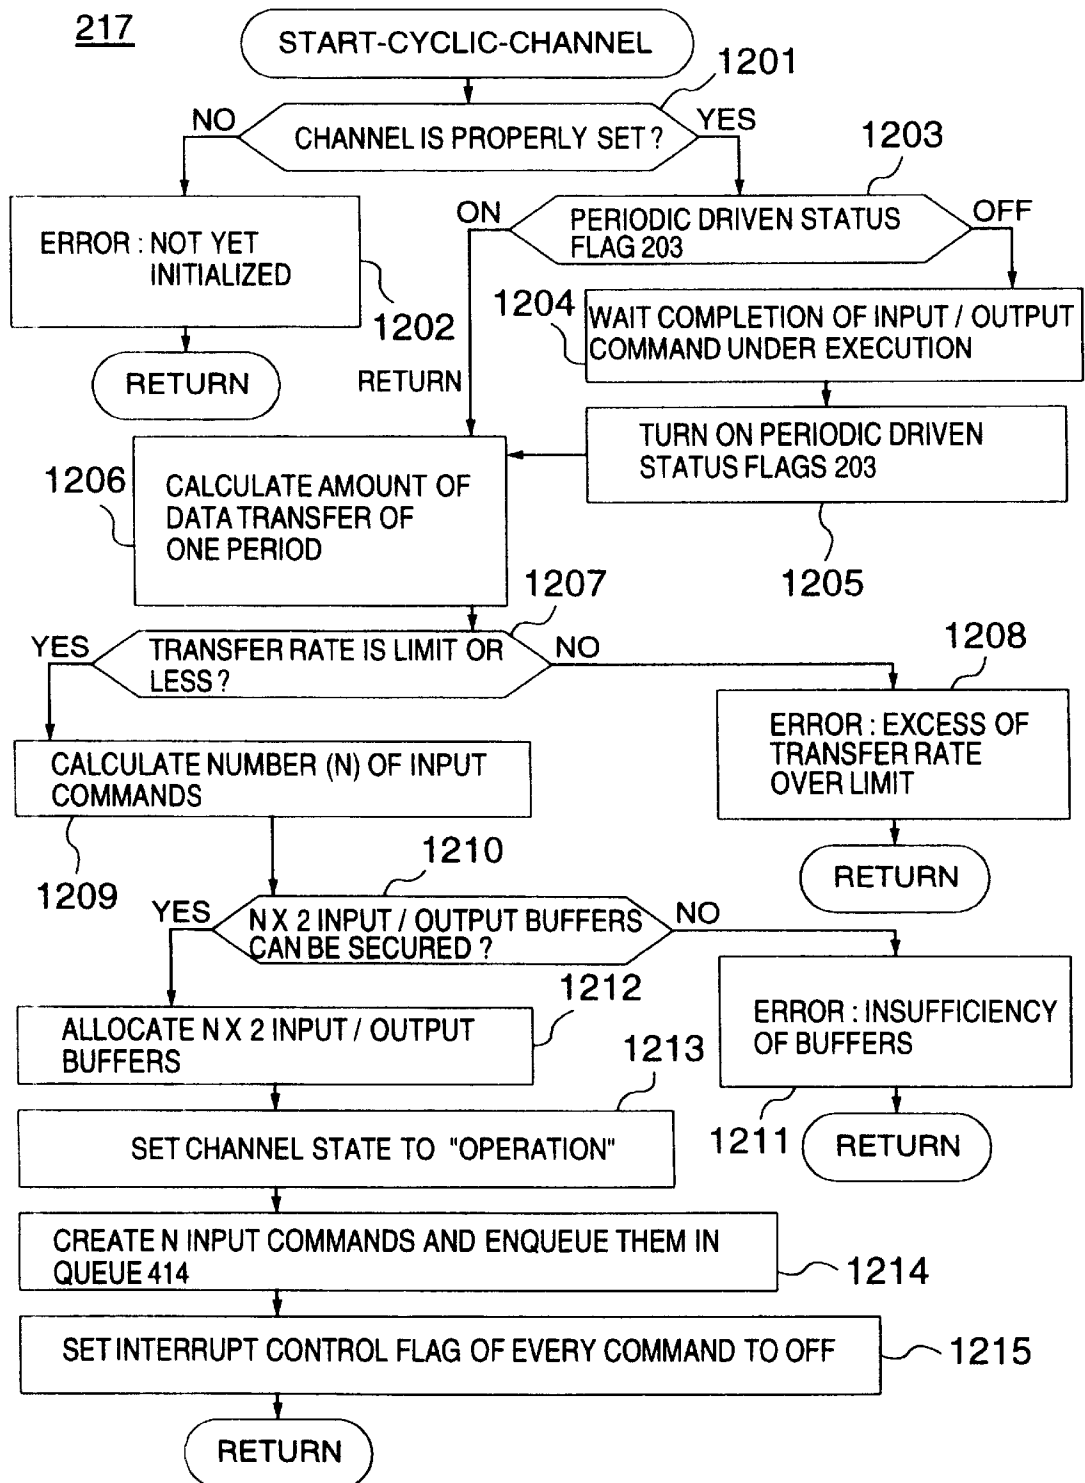 217
START-CYCLIC-CHANNEL
1201
NO
CHANNEL IS PROPERLY SET ?
YES
1203
ERROR : NOT YET
INITIALIZED
1202
RETURN
ON
PERIODIC DRIVEN STATUS
FLAG 203
OFF
1204
WAIT COMPLETION OF INPUT / OUTPUT
COMMAND UNDER EXECUTION
RETURN
TURN ON PERIODIC DRIVEN
STATUS FLAGS 203
1205
1206
CALCULATE AMOUNT OF
DATA TRANSFER OF
ONE PERIOD
1207
YES
TRANSFER RATE IS LIMIT OR
LESS ?
NO
1208
ERROR : EXCESS OF
TRANSFER RATE
OVER LIMIT
RETURN
CALCULATE NUMBER (N) OF INPUT
COMMANDS
1209
1210
YES
N X 2 INPUT / OUTPUT BUFFERS
CAN BE SECURED ?
NO
1212
ERROR : INSUFFICIENCY
OF BUFFERS
1211
RETURN
ALLOCATE N X 2 INPUT / OUTPUT
BUFFERS
1213
SET CHANNEL STATE TO "OPERATION"
CREATE N INPUT COMMANDS AND ENQUEUE THEM IN
QUEUE 414
1214
SET INTERRUPT CONTROL FLAG OF EVERY COMMAND TO OFF
1215
RETURN